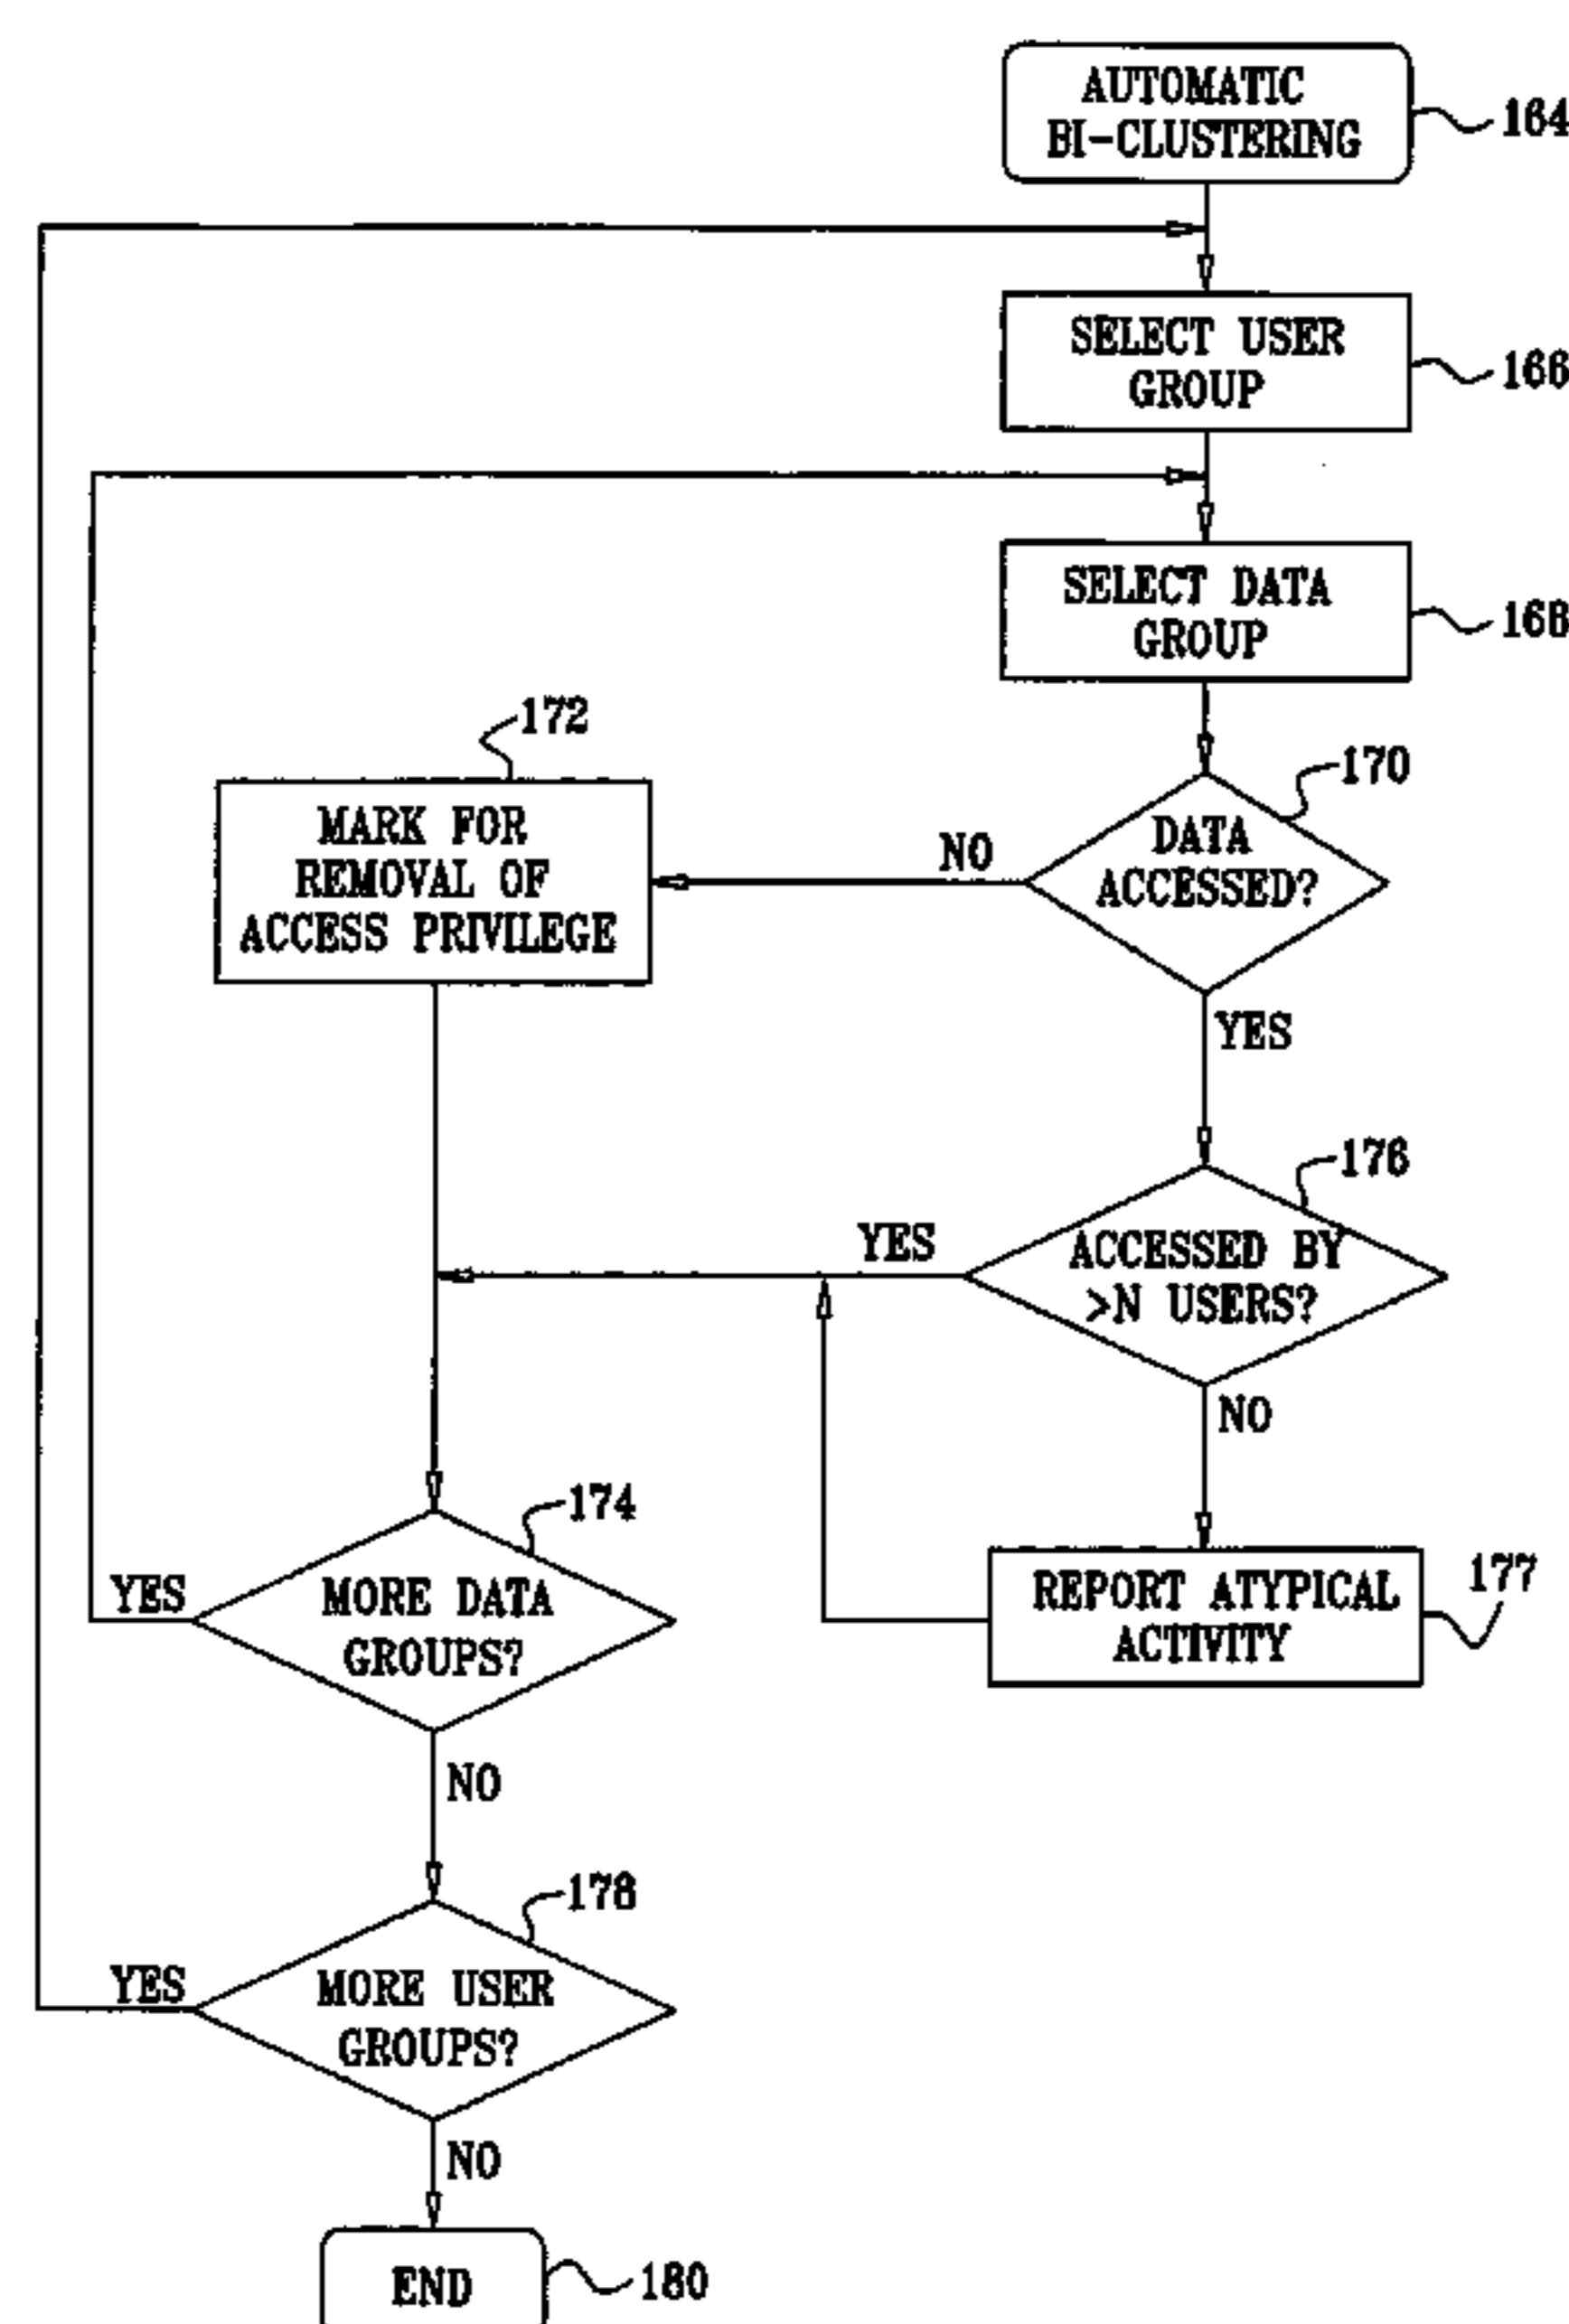 AUTOMATIC
BI-CLUSTERING
164
SELECT USER
GROUP
166
SELECT DATA
GROUP
168
172
MARK FOR
REMOVAL OF
ACCESS PRIVILEGE
NO
170
DATA
ACCESSED?
YES
176
YES
ACCESSED BY
>N USERS?
NO
174
YES
MORE DATA
GROUPS?
177
REPORT ATYPICAL
ACTIVITY
NO
178
YES
MORE USER
GROUPS?
NO
END
180